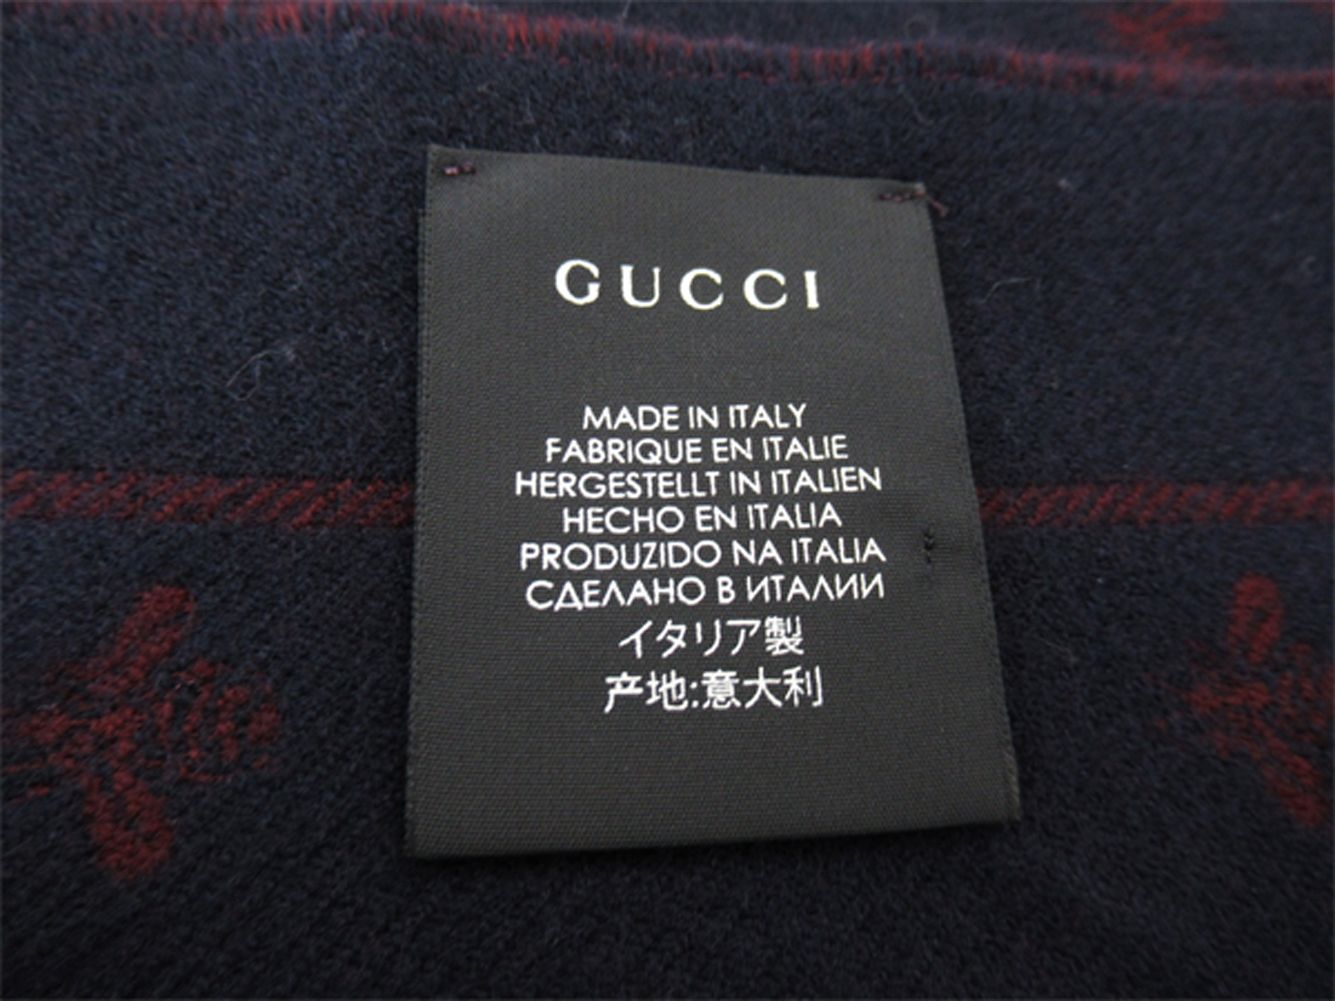 GUCCI
MADE IN ITALY
FABRIQUE EN ITALIE
HERGESTELLT IN ITALIEN
HECHO EN ITALIA
PRODUZIDO NA ITALIA
СДЕЛАНО В ИТАЛИИ
イタリア製
产地:意大利